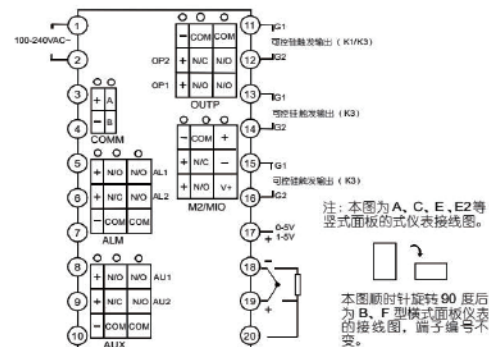 1
100-240VAC~
2
3
+ A
4
- B
COMM
5
+ N/O N/O AL1
6
+ N/C N/O AL2
7
- COM COM
ALM
8
+ N/O N/O AU1
9
+ N/C N/O AU2
10
- COM COM
AUX
- COM COM
OP2 + N/C N/O
OP1 + N/O N/O
OUTP
- COM +
+ N/C -
+ N/O V+
M2/MIO
11
G1
可控硅触发输出（K1/K3）
12
G2
13
G1
可控硅触发输出（K3）
14
G2
15
G1
可控硅触发输出（K3）
16
G2
17
- 0-5V
+ 1-5V
18
-
19
+
20
注：本图为 A、C、E、E2等
竖式面板的式仪表接线图。
本图顺时针旋转 90 度后
为 B、F 型横式面板仪表
的接线图，端子编号不
变。